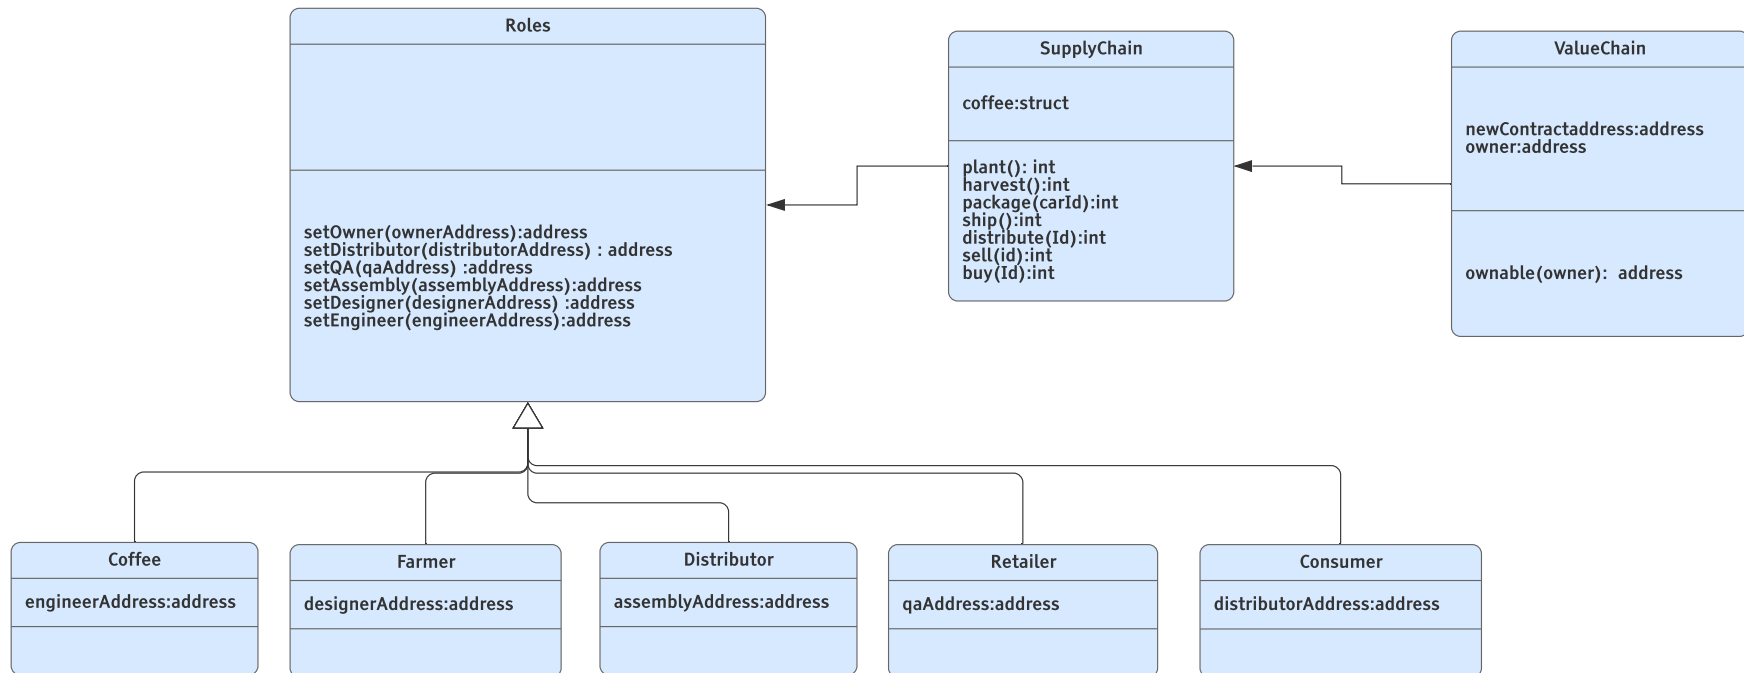 Roles
setOwner(ownerAddress):address
setDistributor(distributorAddress) : address
setQA(qaAddress) :address
setAssembly(assemblyAddress):address
setDesigner(designerAddress) :address
setEngineer(engineerAddress):address
SupplyChain
coffee:struct
plant(): int
harvest():int
package(carId):int
ship():int
distribute(Id):int
sell(id):int
buy(Id):int
ValueChain
newContractaddress:address
owner:address
ownable(owner): address
Coffee
engineerAddress:address
Farmer
designerAddress:address
Distributor
assemblyAddress:address
Retailer
qaAddress:address
Consumer
distributorAddress:address